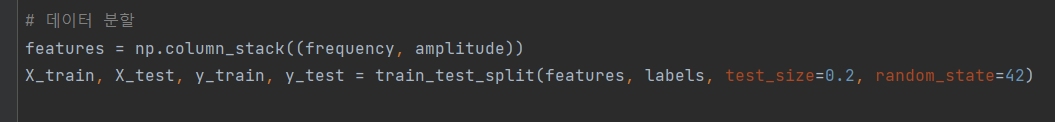 # 데이터 분할
features = np.column_stack((frequency, amplitude))
X_train, X_test, y_train, y_test = train_test_split(features, labels, test_size=0.2, random_state=42)